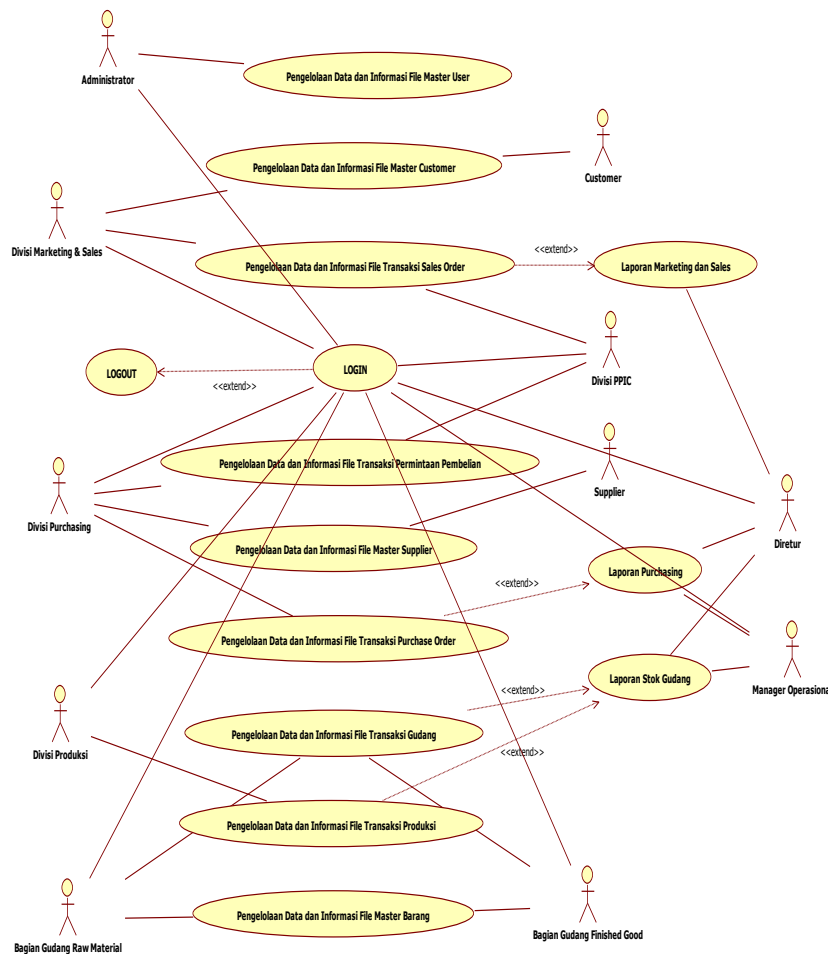 Administrator
Pengelolaan Data dan Informasi File Master User
Pengelolaan Data dan Informasi File Master Customer
Customer
Divisi Marketing & Sales
Pengelolaan Data dan Informasi File Transaksi Sales Order
<<extend>>
Laporan Marketing dan Sales
LOGOUT
<<extend>>
LOGIN
Divisi PPIC
Pengelolaan Data dan Informasi File Transaksi Permintaan Pembelian
Supplier
Divisi Purchasing
Pengelolaan Data dan Informasi File Master Supplier
Diretur
<<extend>>
Laporan Purchasing
Pengelolaan Data dan Informasi File Transaksi Purchase Order
Laporan Stok Gudang
Manager Operasional
<<extend>>
Pengelolaan Data dan Informasi File Transaksi Gudang
Divisi Produksi
<<extend>>
Pengelolaan Data dan Informasi File Transaksi Produksi
Pengelolaan Data dan Informasi File Master Barang
Bagian Gudang Raw Material
Bagian Gudang Finished Good